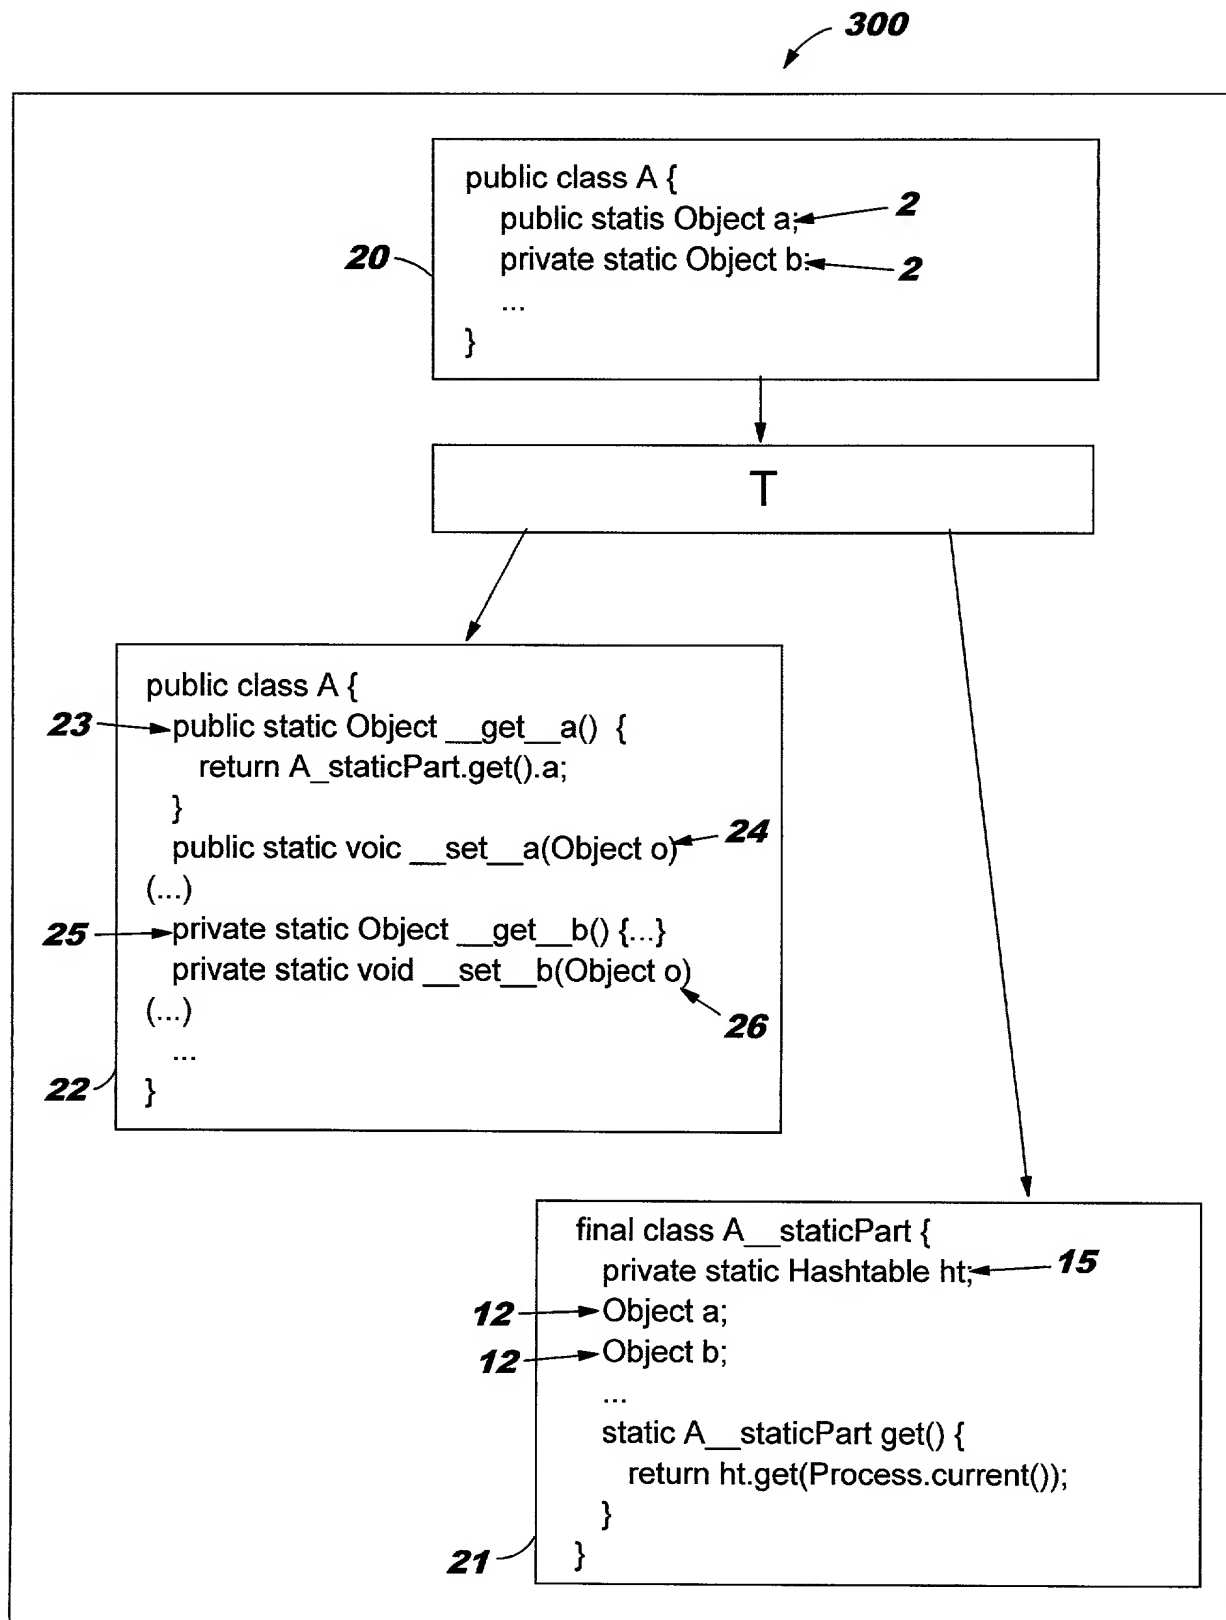 300
public class A {
public statis Object a;
2
20
private static Object b:
2
...
}
T
public class A {
23
public static Object __get__a() {
return A_staticPart.get().a;
}
24
public static voic __set__a(Object o)
(...)
25
private static Object __get__b() {...}
private static void __set__b(Object o)
(...)
26
...
22
}
final class A__staticPart {
private static Hashtable ht;
15
12
Object a;
12
Object b;
...
static A__staticPart get() {
return ht.get(Process.current());
}
21
}